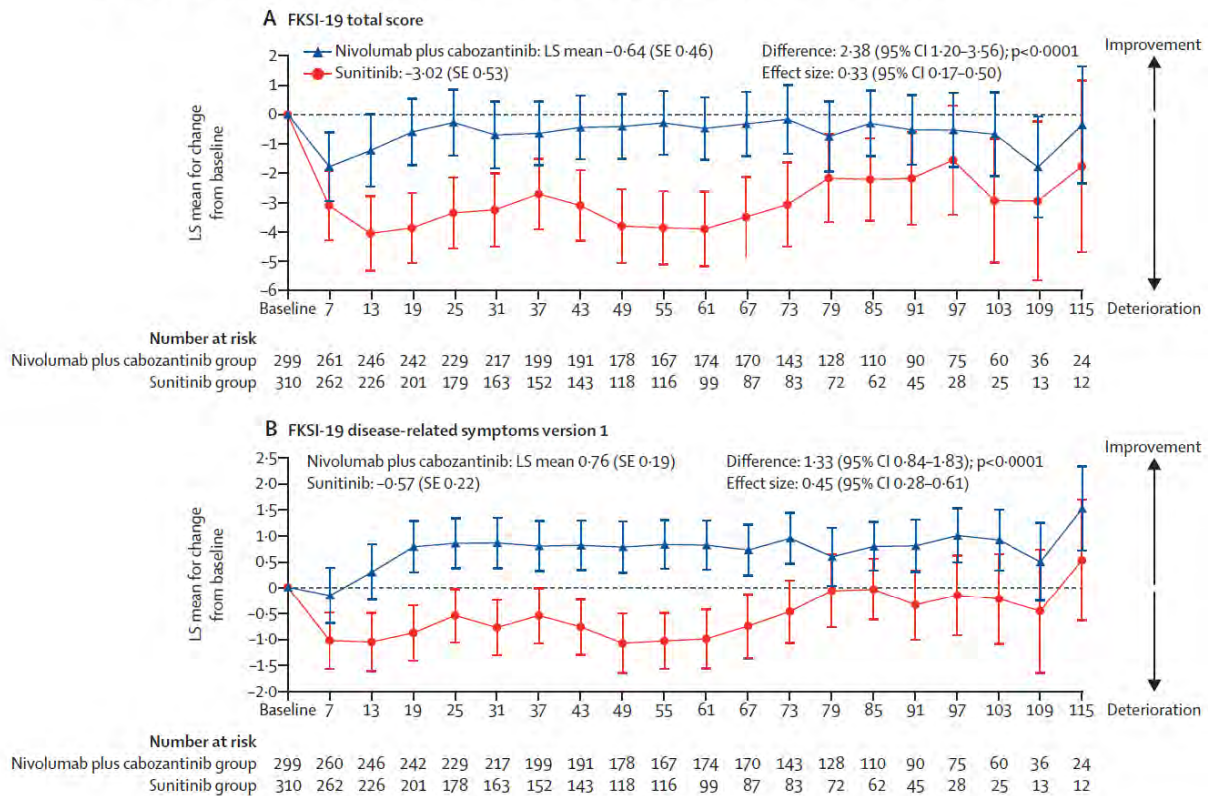 A FKSI-19 total score
Nivolumab plus cabozantinib: LS mean –0·64 (SE 0·46)
Sunitinib: –3·02 (SE 0·53)
Difference: 2·38 (95% CI 1·20–3·56); p<0·0001
Effect size: 0·33 (95% CI 0·17–0·50)
Improvement
Deterioration
LS mean for change
from baseline
2
1
0
–1
–2
–3
–4
–5
–6
Baseline 7 13 19 25 31 37 43 49 55 61 67 73 79 85 91 97 103 109 115
Number at risk
Nivolumab plus cabozantinib group 299 261 246 242 229 217 199 191 178 167 174 170 143 128 110 90 75 60 36 24
Sunitinib group 310 262 226 201 179 163 152 143 118 116 99 87 83 72 62 45 28 25 13 12
B FKSI-19 disease-related symptoms version 1
Nivolumab plus cabozantinib: LS mean 0·76 (SE 0·19)
Sunitinib: –0·57 (SE 0·22)
Difference: 1·33 (95% CI 0·84–1·83); p<0·0001
Effect size: 0·45 (95% CI 0·28–0·61)
Improvement
Deterioration
LS mean for change
from baseline
2·5
2·0
1·5
1·0
0·5
0
–0·5
–1·0
–1·5
–2·0
Baseline 7 13 19 25 31 37 43 49 55 61 67 73 79 85 91 97 103 109 115
Number at risk
Nivolumab plus cabozantinib group 299 260 246 242 229 217 199 191 178 167 174 170 143 128 110 90 75 60 36 24
Sunitinib group 310 262 226 201 178 163 152 143 118 116 99 87 83 72 62 45 28 25 13 12